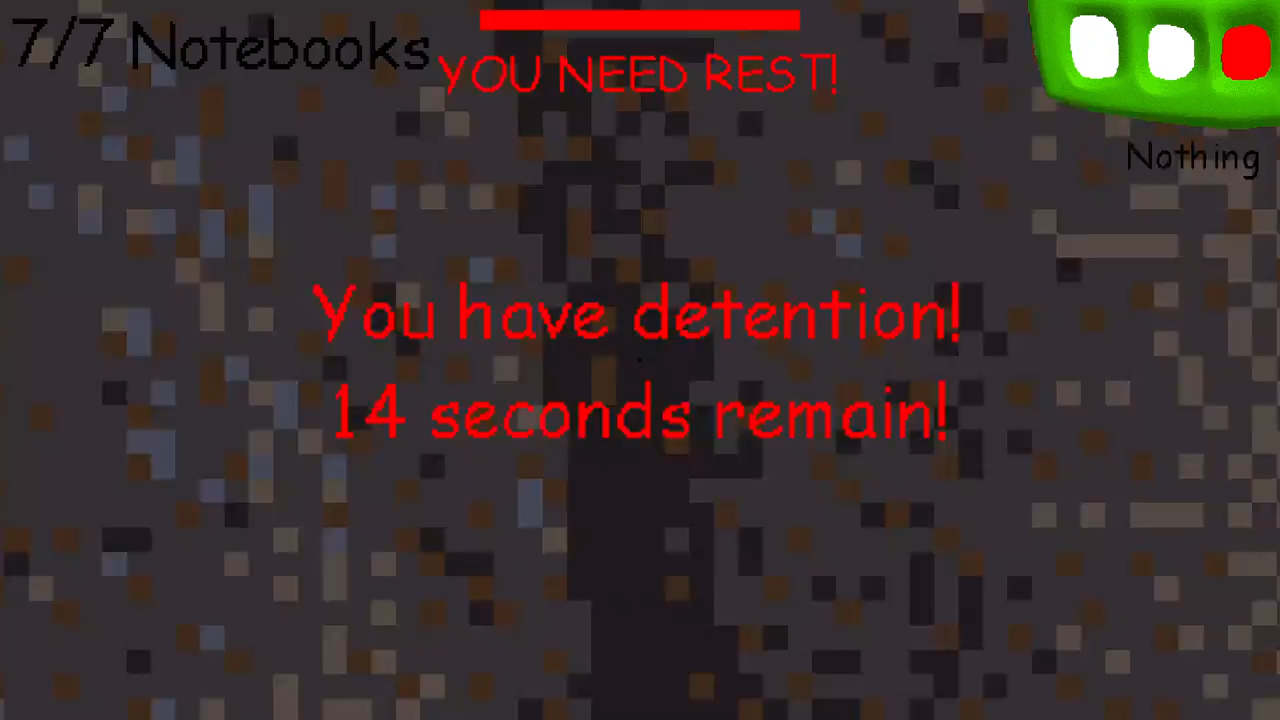 7/7 Notebooks
YOU NEED REST!
Nothing
You have detention!
14 seconds remain!